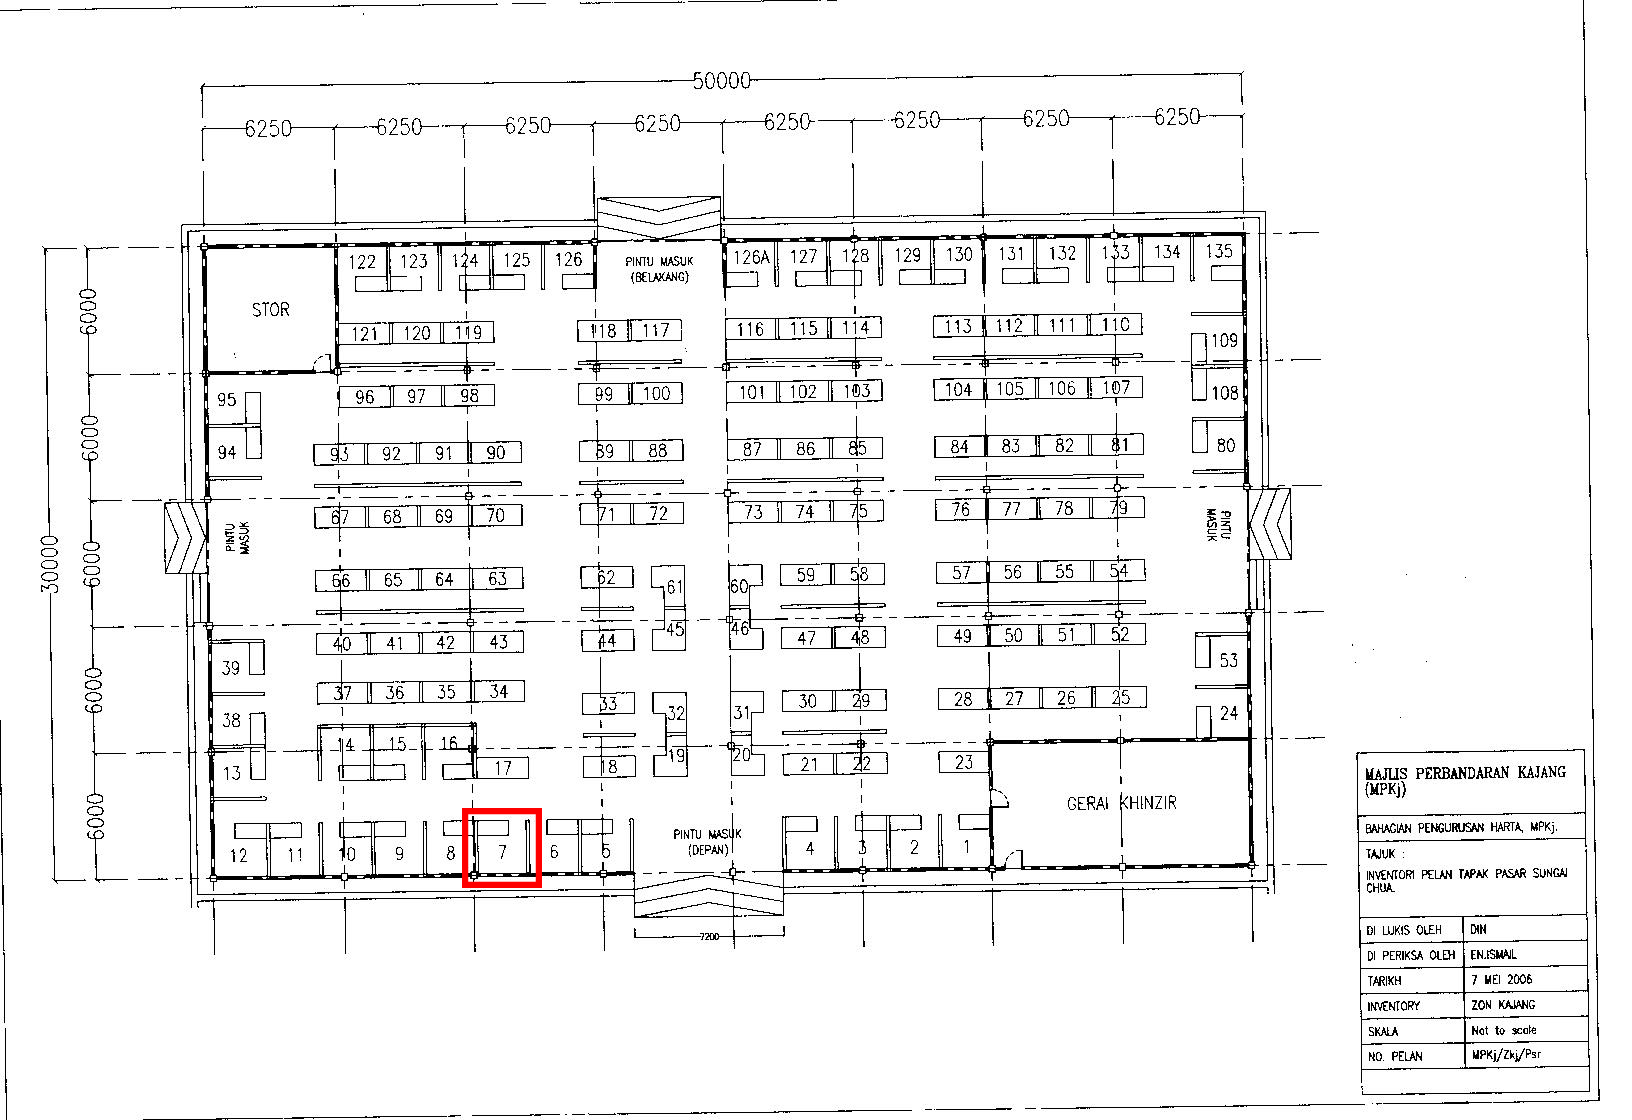 50000
6250 6250 6250 6250 6250 6250 6250 6250
122 123 124 125 126 PINTU MASUK 126A 127 128 129 130 131 132 133 134 135
(BELAKANG)
6000 STOR
121 120 119 118 117 116 115 114 113 112 111 110
109
95 96 97 98 99 100 101 102 103 104 105 106 107 108
6000 94 93 92 91 90 89 88 87 86 85 84 83 82 81 80
67 68 69 70 71 72 73 74 75 76 77 78 79
PINTU MASUK
PINTU MASUK
30000 6000
66 65 64 63 62 61 60 59 58 57 56 55 54
40 41 42 43 44 45 46 47 48 49 50 51 52
39 53
6000 37 36 35 34 33 32 31 30 29 28 27 26 25
38 24
14 15 16 19 20
13 17 18 21 22 23
6000 GERAI KHINZIR
PINTU MASUK
(DEPAN)
12 11 10 9 8 7 6 5 4 3 2 1
7200
MAJLIS PERBANDARAN KAJANG
(MPKj)
BAHAGIAN PENGURUSAN HARTA, MPKj.
TAJUK :
INVENTORI PELAN TAPAK PASAR SUNGAI
CHUA.
DI LUKIS OLEH DIN
DI PERIKSA OLEH EN.ISMAIL
TARIKH 7 MEI 2006
INVENTORY ZON KAJANG
SKALA Not to scale
NO. PELAN MPKj/Zkj/Psr